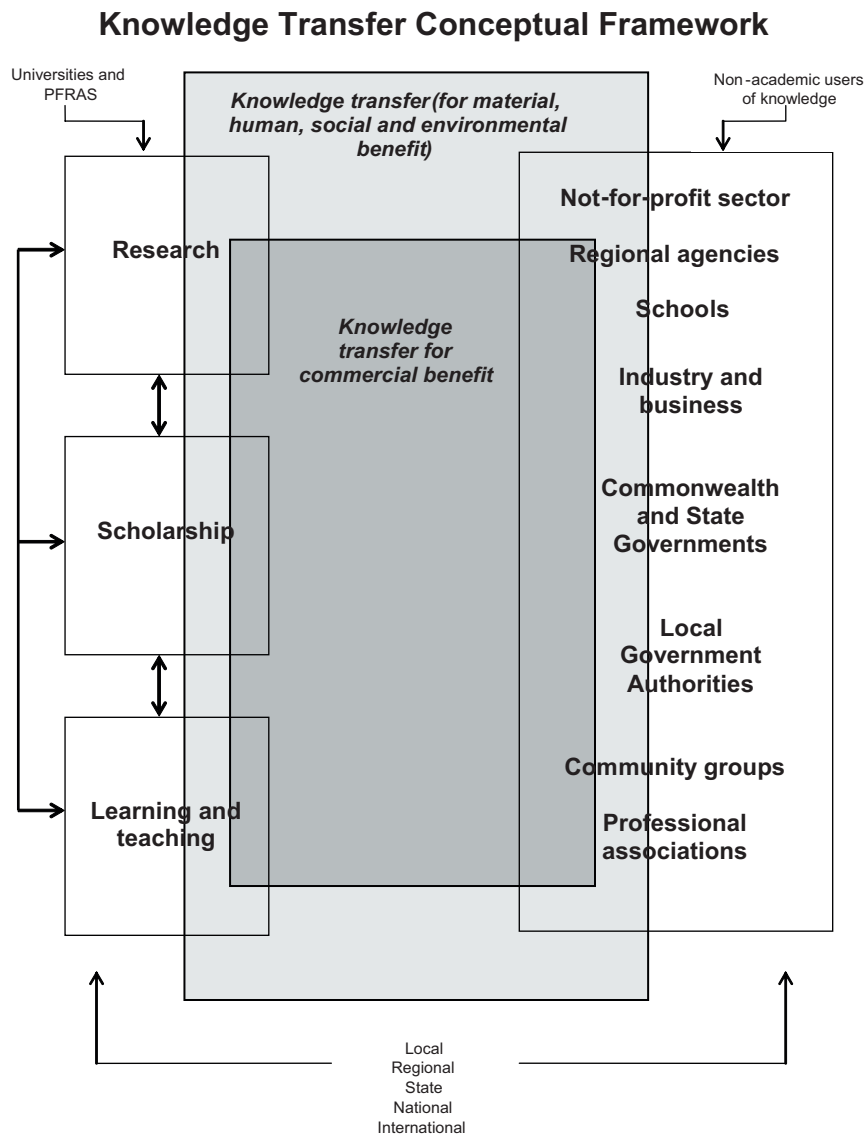 Knowledge Transfer Conceptual Framework
Universities and
PFRAS
Knowledge transfer (for material,
human, social and environmental
benefit)
Non-academic users
of knowledge
Research
Scholarship
Learning and
teaching
Knowledge
transfer for
commercial benefit
Not-for-profit sector
Regional agencies
Schools
Industry and
business
Commonwealth
and State
Governments
Local
Government
Authorities
Community groups
Professional
associations
Local
Regional
State
National
International